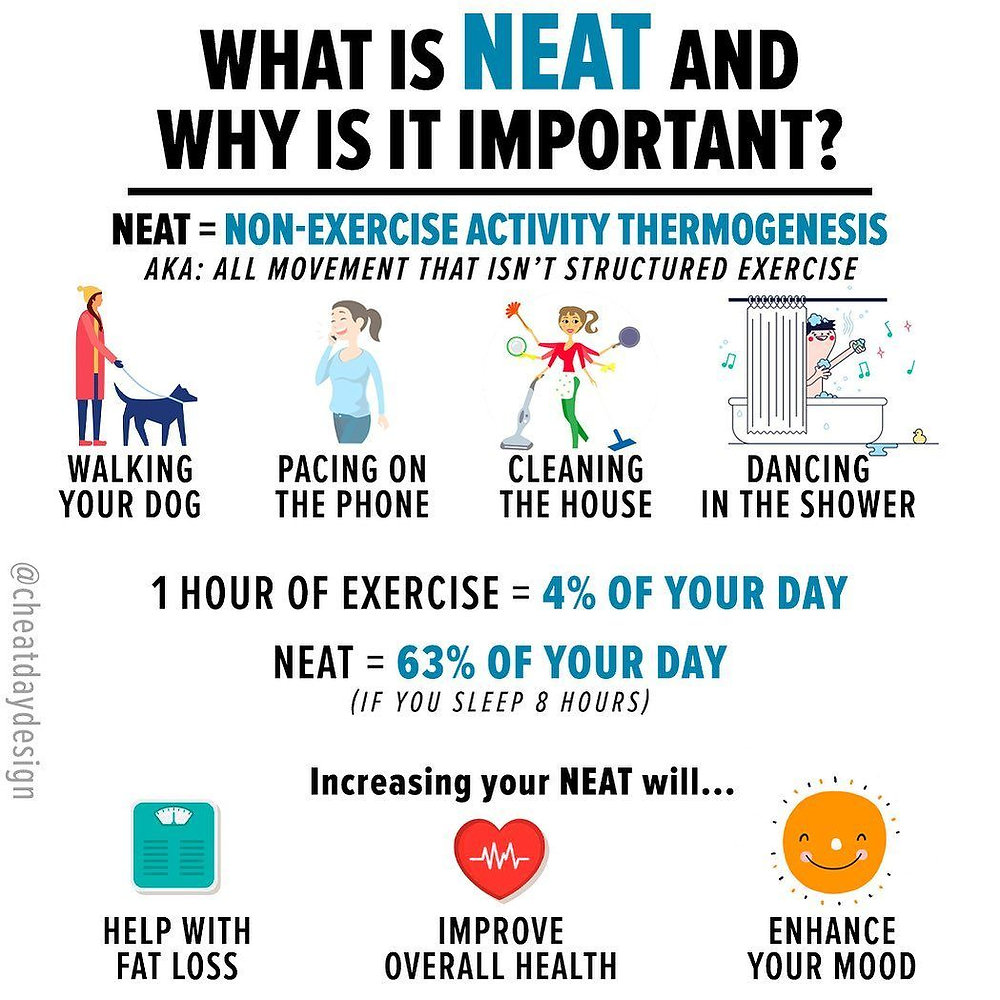 WHAT IS NEAT AND
WHY IS IT IMPORTANT?
NEAT = NON-EXERCISE ACTIVITY THERMOGENESIS
AKA: ALL MOVEMENT THAT ISN'T STRUCTURED EXERCISE
WALKING
YOUR DOG
PACING ON
THE PHONE
CLEANING
THE HOUSE
DANCING
IN THE SHOWER
1 HOUR OF EXERCISE = 4% OF YOUR DAY
NEAT = 63% OF YOUR DAY
(IF YOU SLEEP 8 HOURS)
@cheatdaydesign
Increasing your NEAT will...
HELP WITH
FAT LOSS
IMPROVE
OVERALL HEALTH
ENHANCE
YOUR MOOD